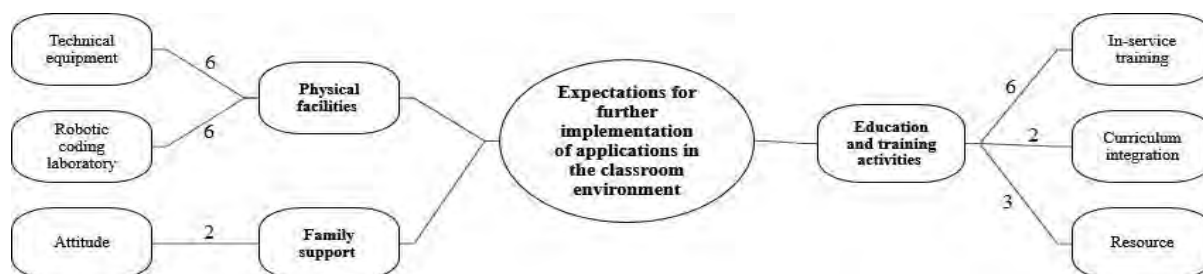 Technical
equipment
6
Physical
facilities
Robotic
coding
laboratory
6
Attitude
2
Family
support
Expectations for
further
implementation
of applications in
the classroom
environment
Education
and training
activities
6
In-service
training
2
Curriculum
integration
3
Resource